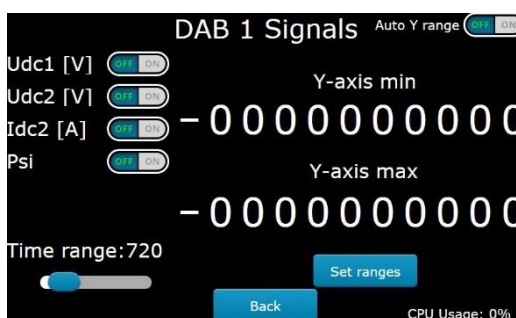 DAB 1 Signals
Auto Y range OFF ON
Udc1 [V] OFF ON
Udc2 [V] OFF ON
Idc2 [A] OFF ON
Psi OFF ON
Y-axis min
-0000000000
Y-axis max
-0000000000
Time range:720
Set ranges
Back
CPU Usage: 0%